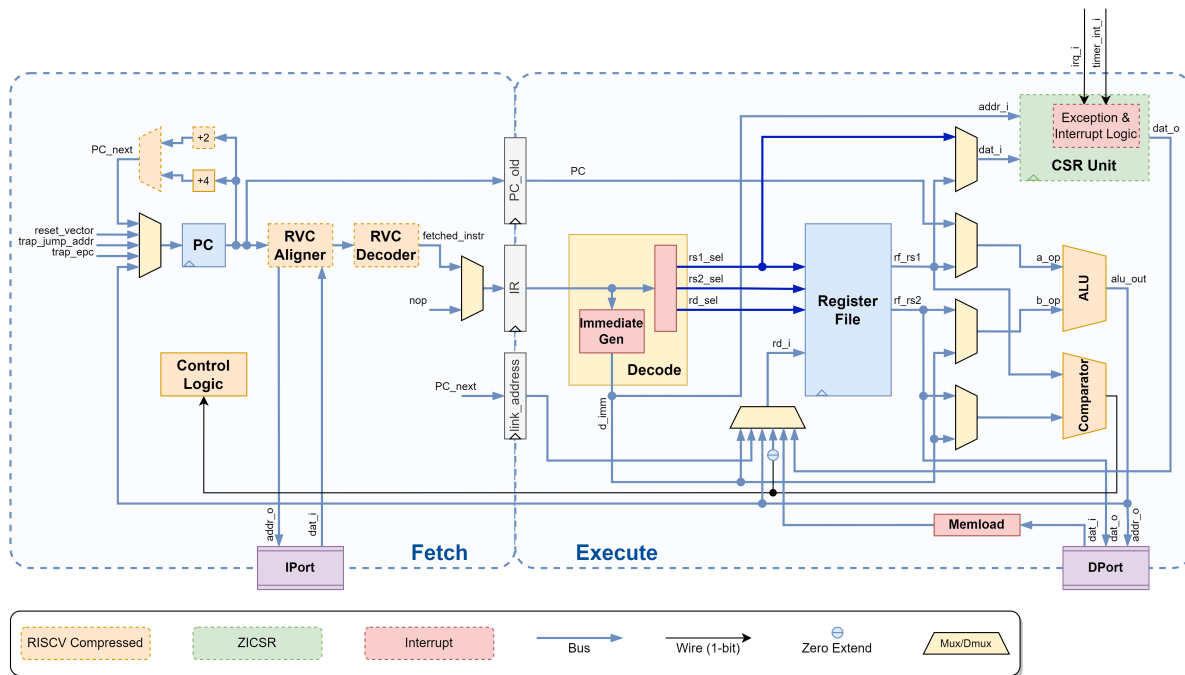 irq_i
timer_int_i
addr_i
Exception &
Interrupt Logic
dat_o
dat_i
CSR Unit
PC_next
+2
+4
PC_old
PC
reset_vector
trap_jump_addr
trap_epc
PC
RVC
Aligner
RVC
Decoder
fetched_instr
nop
IR
rs1_sel
rs2_sel
rd_sel
Immediate
Gen
Decode
Register
File
rf_rs1
rf_rs2
rd_i
a_op
b_op
ALU
alu_out
Comparator
Control
Logic
PC_next
link_address
d_imm
addr_o
dat_i
Memload
dat_i
dat_o
addr_o
IPort
Fetch
Execute
DPort
RISCV Compressed
ZICSR
Interrupt
Bus
Wire (1-bit)
Zero Extend
Mux/Dmux